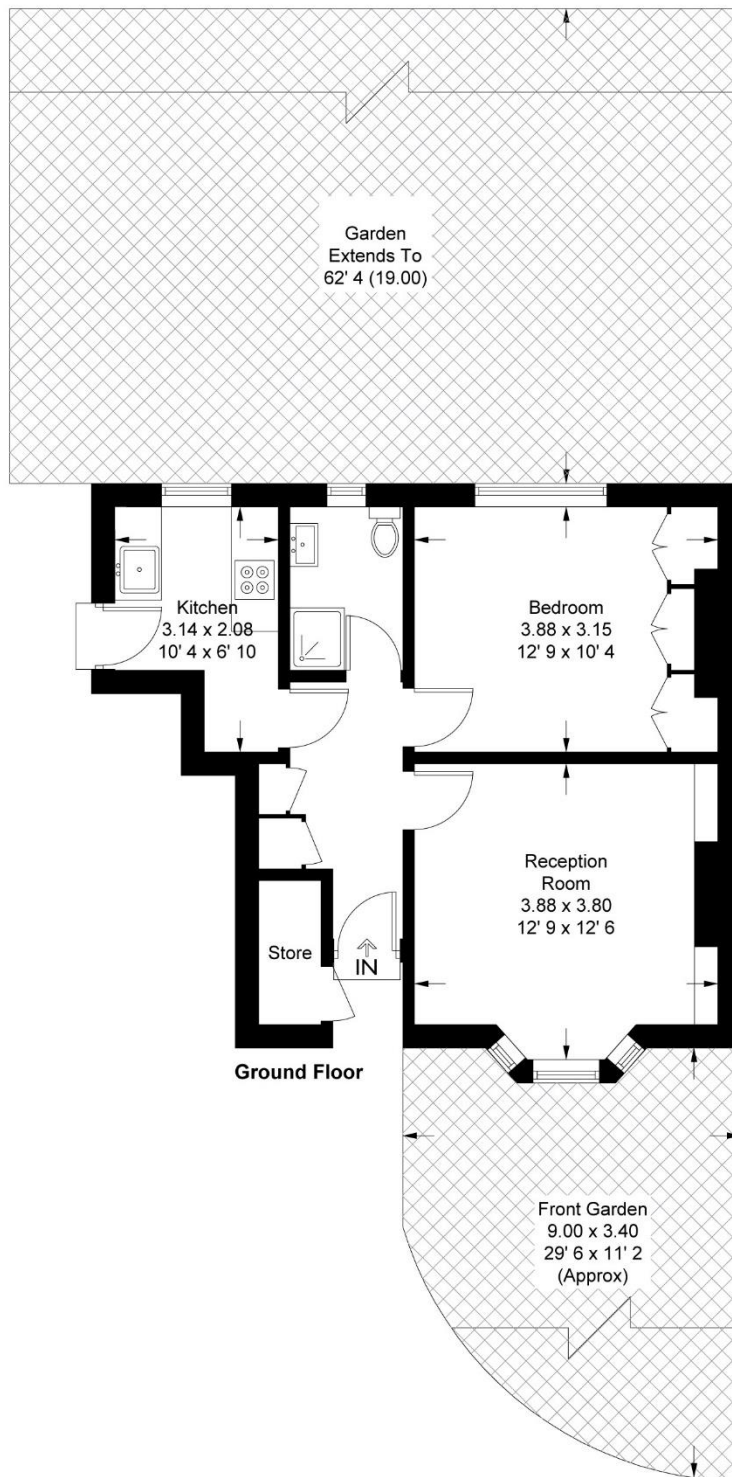 Garden
Extends To
62' 4 (19.00)
Kitchen
3.14 x 2.08
10' 4 x 6' 10
Bedroom
3.88 x 3.15
12' 9 x 10' 4
Reception
Room
3.88 x 3.80
12' 9 x 12' 6
Store
IN
Ground Floor
Front Garden
9.00 x 3.40
29' 6 x 11' 2
(Approx)